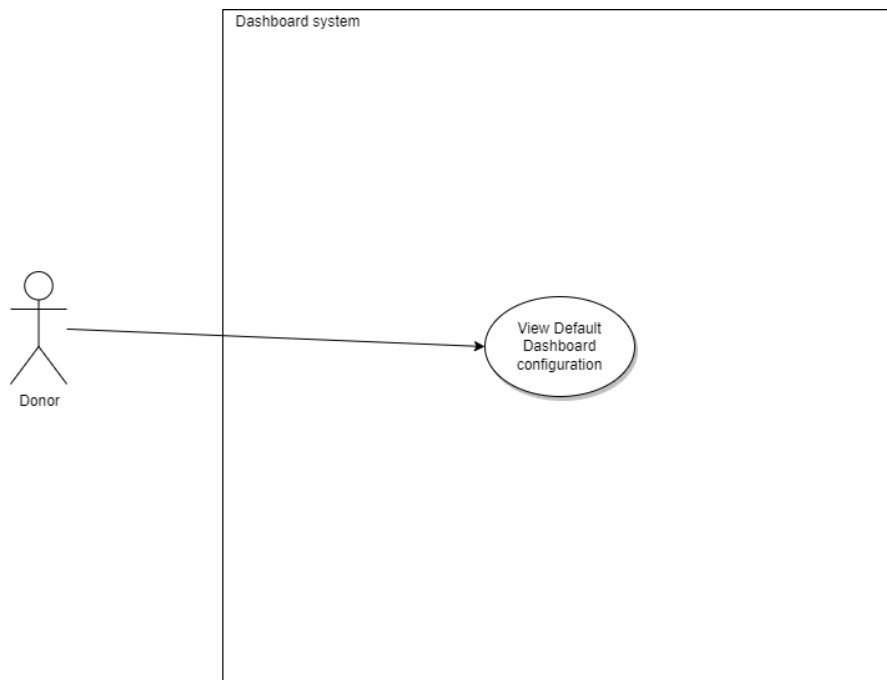 Dashboard system
View Default
Dashboard
configuration
Donor